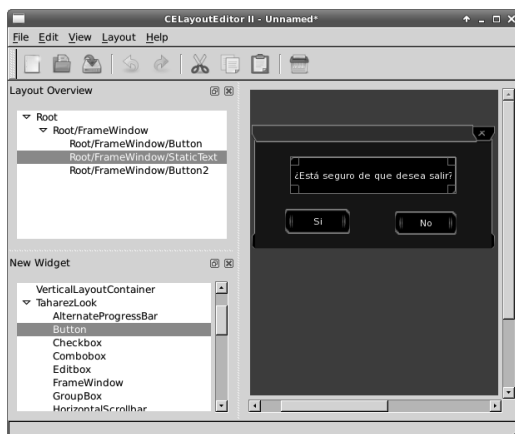 CELayoutEditor II - Unnamed*
File Edit View Layout Help
Layout Overview
Root
Root/FrameWindow
Root/FrameWindow/Button
Root/FrameWindow/StaticText
Root/FrameWindow/Button2
New Widget
VerticalLayoutContainer
TaharezLook
AlternateProgressBar
Button
Checkbox
Combobox
Editbox
FrameWindow
GroupBox
HorizontalScrollbar
¿Está seguro de que desea salir?
Si
No